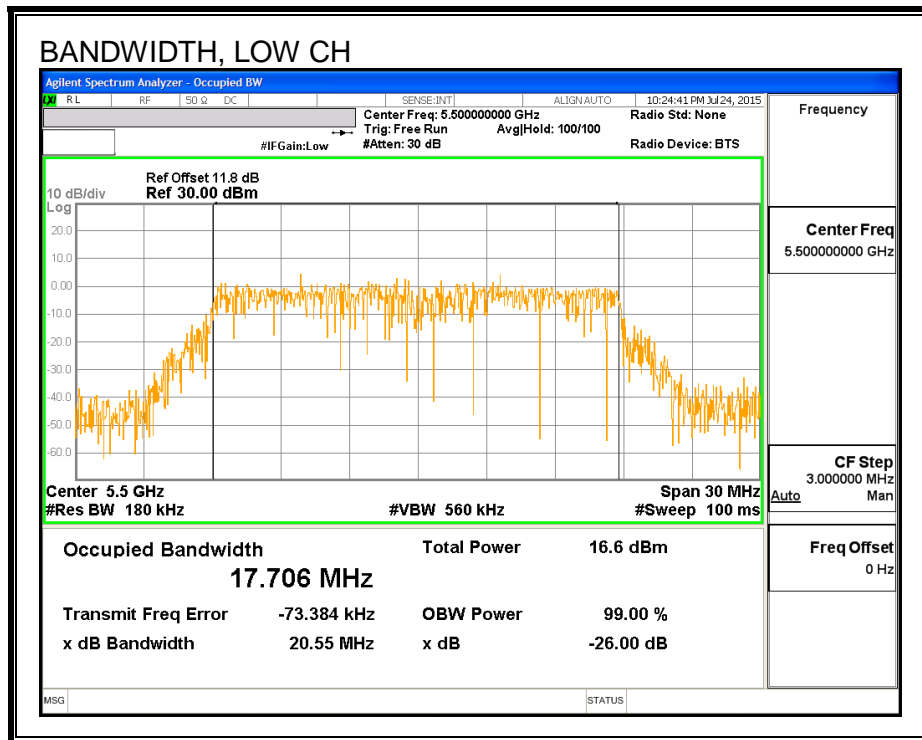 BANDWIDTH, LOW CH
Agilent Spectrum Analyzer - Occupied BW
LXI RL RF 50 Ω DC SENSE:INT ALIGN AUTO 10:24:41 PM Jul 24, 2015
Center Freq: 5.500000000 GHz Radio Std: None
Trig: Free Run Avg|Hold: 100/100
#IFGain:Low #Atten: 30 dB Radio Device: BTS
Ref Offset 11.8 dB
10 dB/div Ref 30.00 dBm
Log
20.0
10.0
0.00
-10.0
-20.0
-30.0
-40.0
-50.0
-60.0
Center 5.5 GHz Span 30 MHz
#Res BW 180 kHz #VBW 560 kHz #Sweep 100 ms
Occupied Bandwidth Total Power 16.6 dBm
17.706 MHz
Transmit Freq Error -73.384 kHz OBW Power 99.00 %
x dB Bandwidth 20.55 MHz x dB -26.00 dB
MSG STATUS
Frequency
Center Freq
5.500000000 GHz
CF Step
3.000000 MHz
Auto Man
Freq Offset
0 Hz